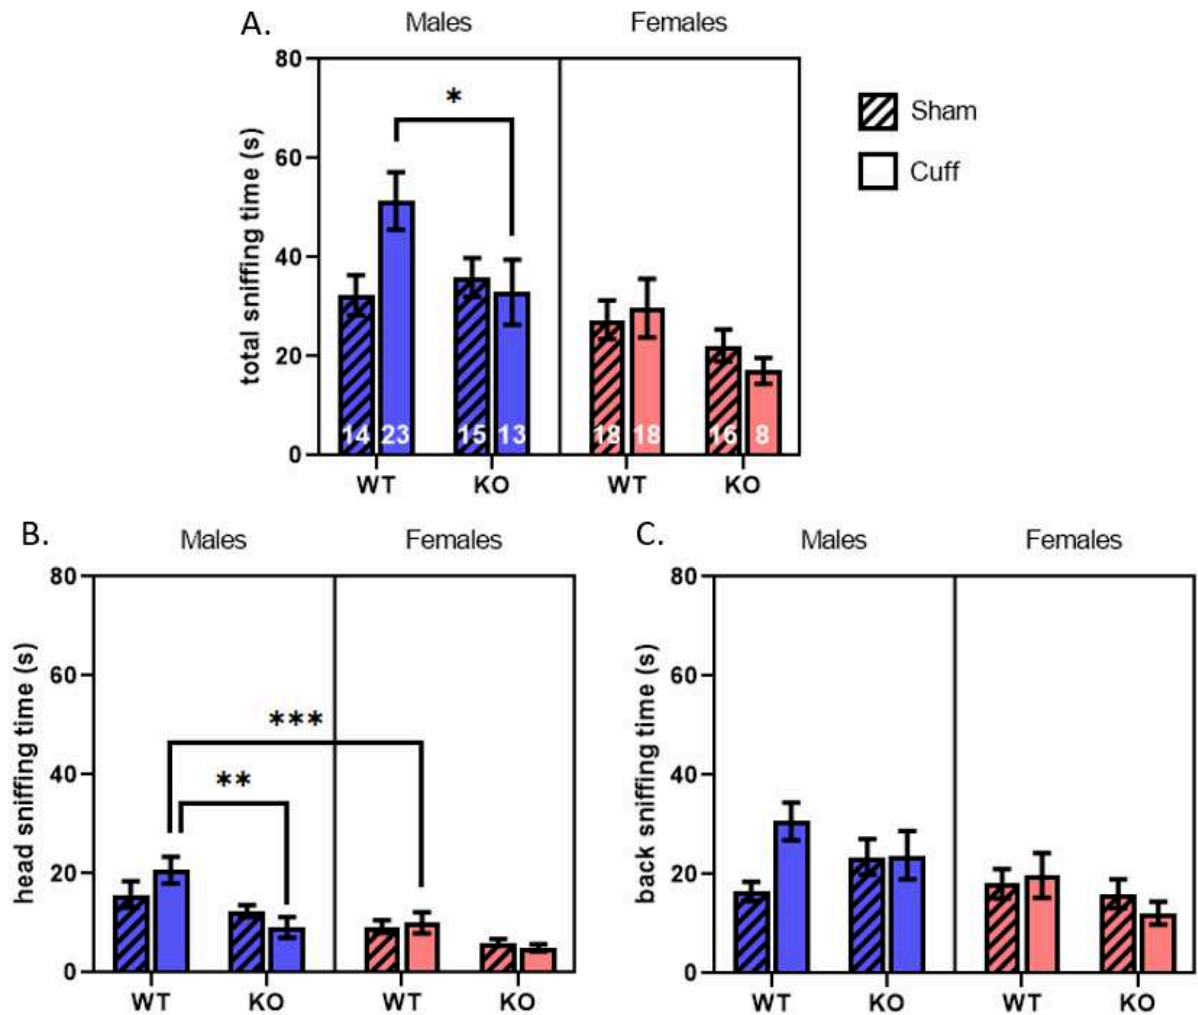 A.
Males
Females
80
60
40
20
0
total sniffing time (s)
*
14 23 15 13 18 18 16 8
WT KO WT KO
Sham
Cuff
B.
Males
Females
80
60
40
20
0
head sniffing time (s)
***
**
WT KO WT KO
C.
Males
Females
80
60
40
20
0
back sniffing time (s)
WT KO WT KO